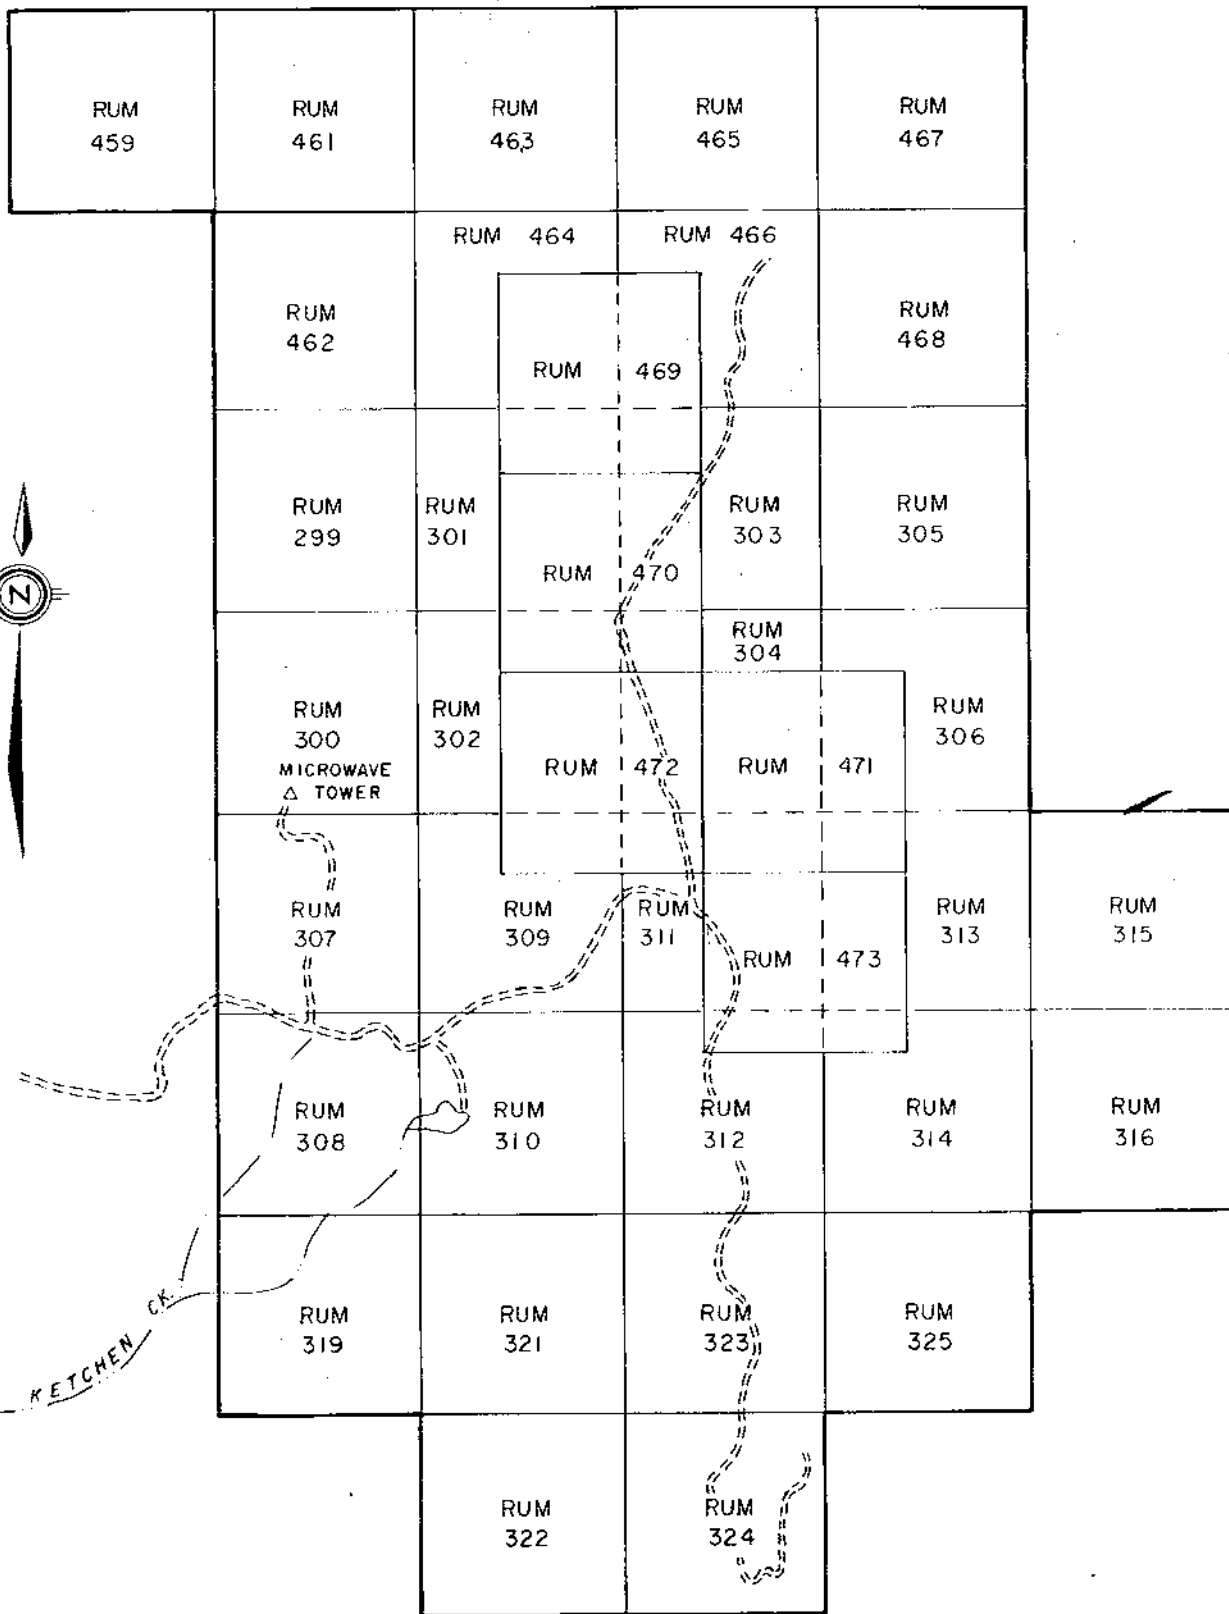 RUM
459
RUM
461
RUM
463
RUM
465
RUM
467
RUM 464
RUM 466
RUM
462
RUM 469
RUM
468
RUM
299
RUM
301
RUM 470
RUM
303
RUM
305
RUM
304
RUM
300
RUM
302
RUM 472
RUM 471
RUM
306
MICROWAVE
TOWER
N
RUM
307
RUM
309
RUM
311
RUM 473
RUM
313
RUM
315
RUM
308
RUM
310
RUM
312
RUM
314
RUM
316
KETCHEN CK.
RUM
319
RUM
321
RUM
323
RUM
325
RUM
322
RUM
324